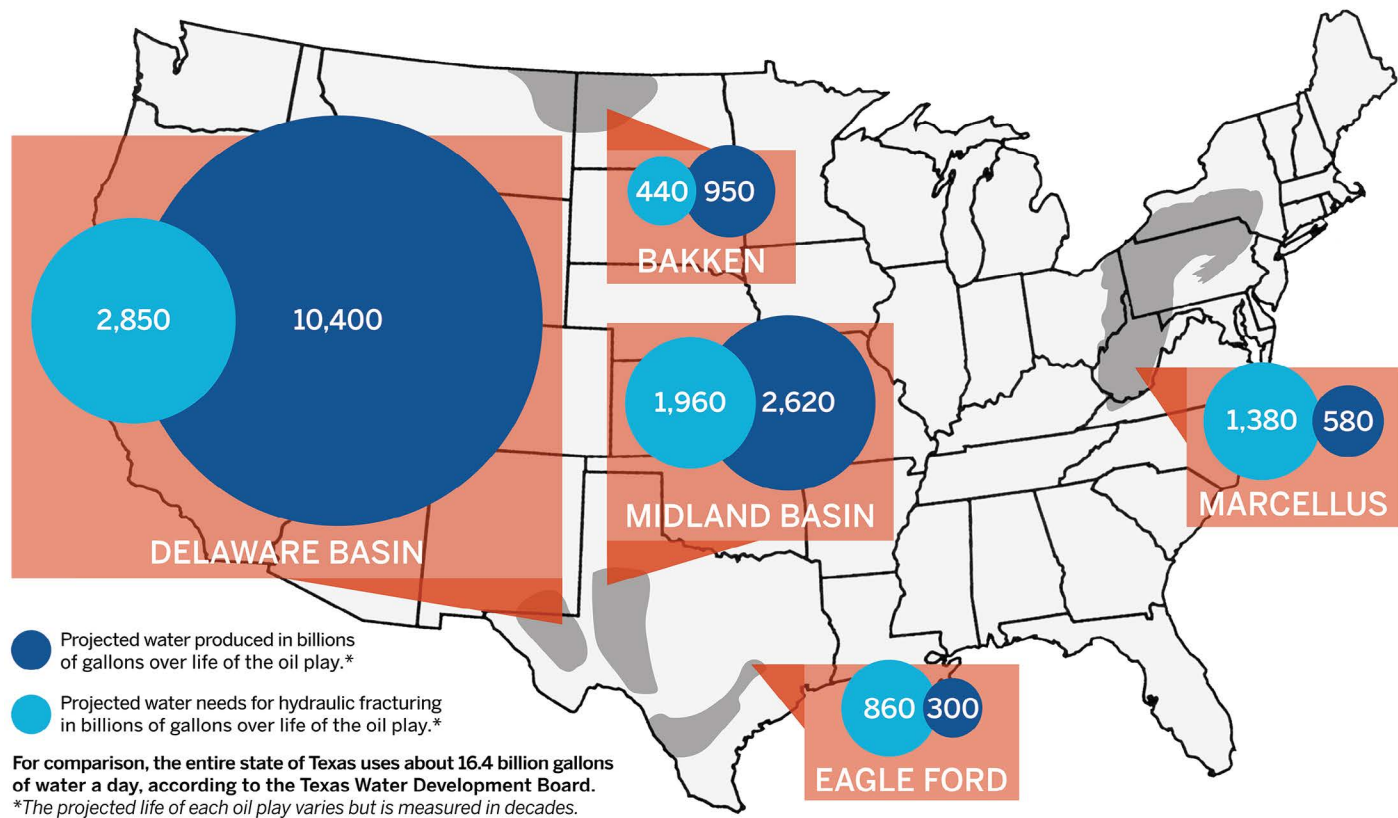 440 950
BAKKEN
2,850 10,400
DELAWARE BASIN
1,960 2,620
MIDLAND BASIN
1,380 580
MARCELLUS
860 300
EAGLE FORD
Projected water produced in billions
of gallons over life of the oil play.*
Projected water needs for hydraulic fracturing
in billions of gallons over life of the oil play.*
For comparison, the entire state of Texas uses about 16.4 billion gallons
of water a day, according to the Texas Water Development Board.
*The projected life of each oil play varies but is measured in decades.